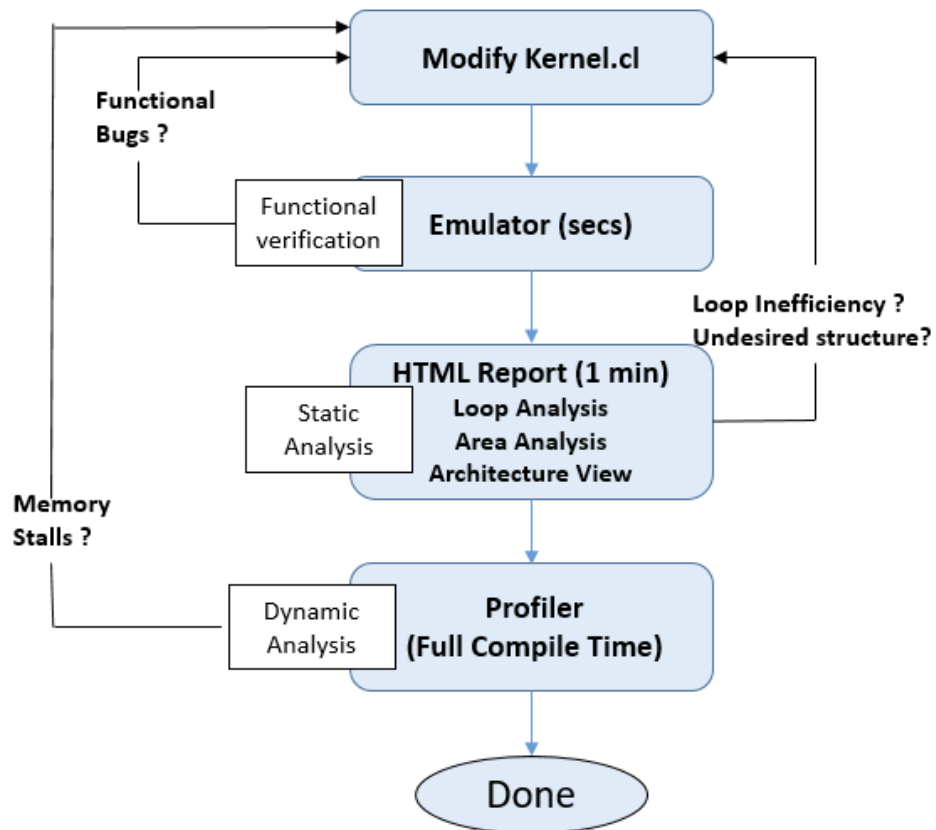 Modify Kernel.cl
Functional
Bugs ?
Functional
verification
Emulator (secs)
Loop Inefficiency ?
Undesired structure?
HTML Report (1 min)
Loop Analysis
Area Analysis
Architecture View
Static
Analysis
Memory
Stalls ?
Dynamic
Analysis
Profiler
(Full Compile Time)
Done